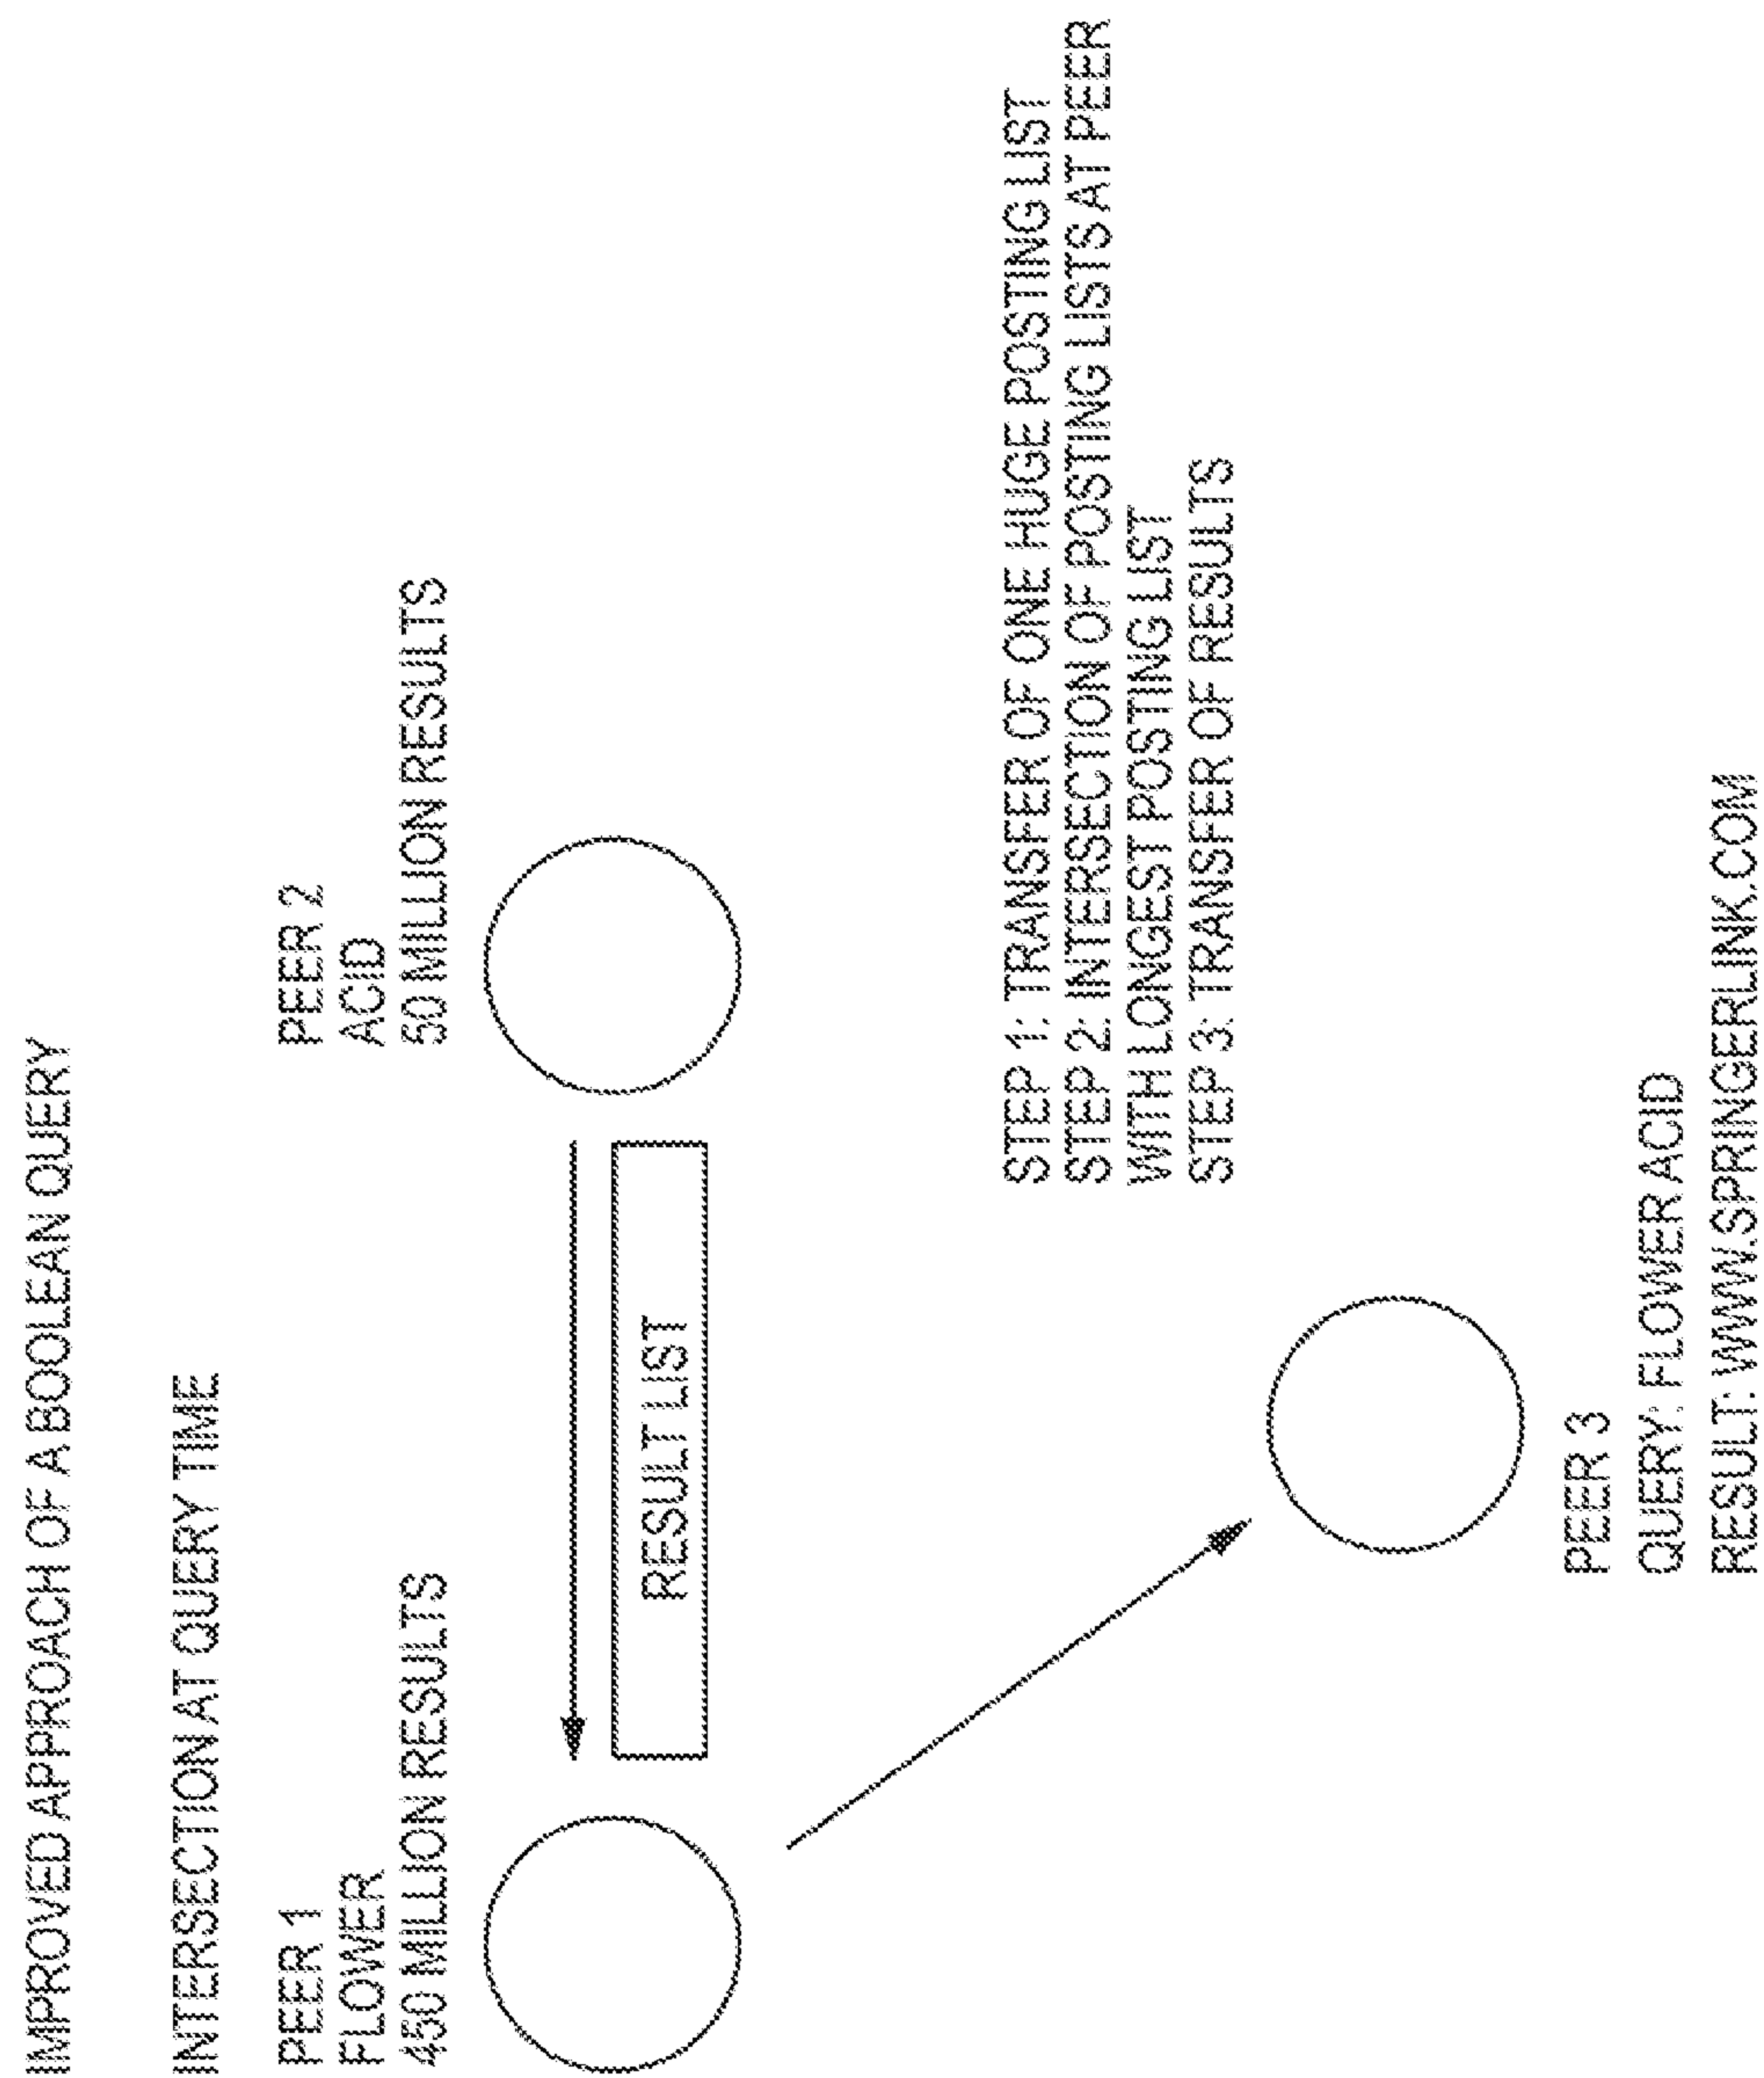 IMPROVED APPROACH OF A BOOLEAN QUERY
INTERSECTION AT QUERY TIME
PEER 1
FLOWER
450 MILLION RESULTS
PEER 2
ACID
50 MILLION RESULTS
RESULT LIST
STEP 1: TRANSFER OF ONE HUGE POSTING LIST
STEP 2: INTERSECTION OF POSTING LISTS AT PEER
WITH LONGEST POSTING LIST
STEP 3: TRANSFER OF RESULTS
PEER 3
QUERY: FLOWER ACID
RESULT: WWW.SPRINGERLINK.COM